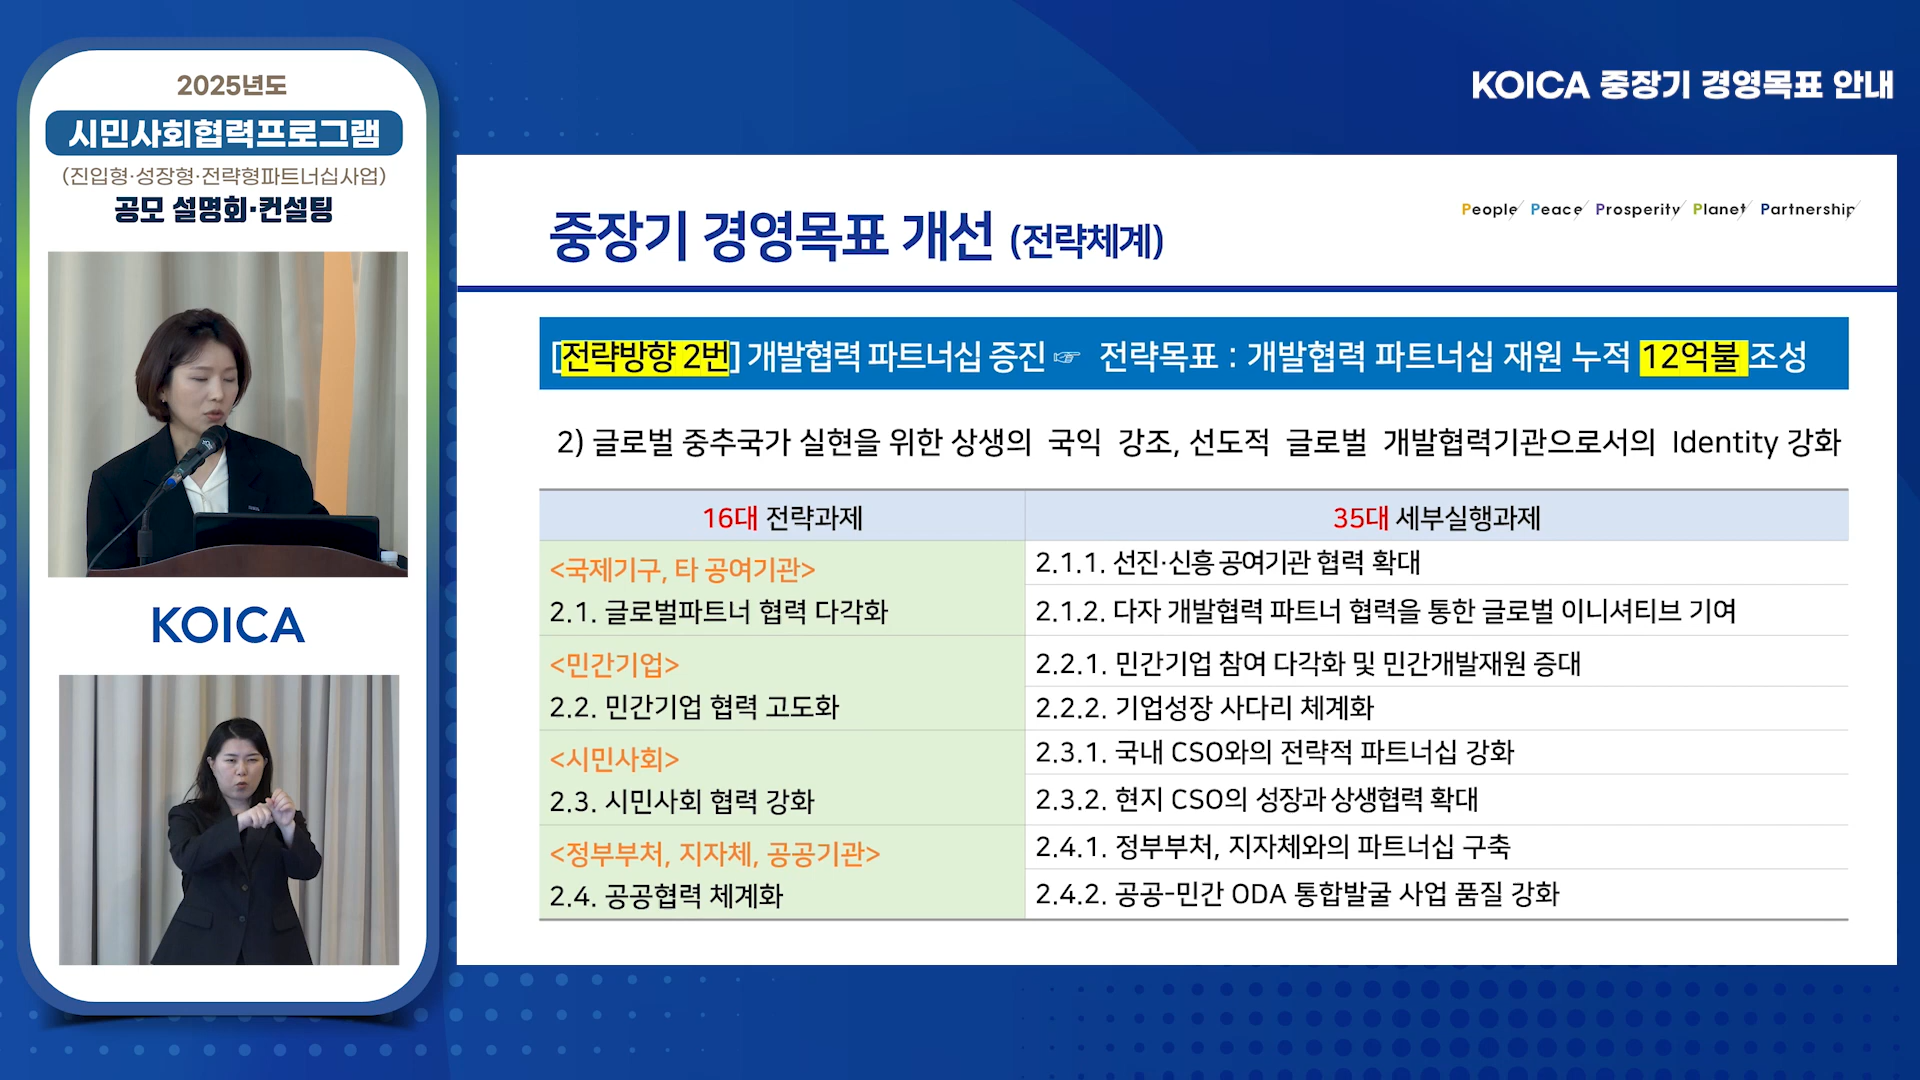 2025년도
시민사회협력프로그램
(진입형·성장형·전략형파트너십사업)
공모 설명회·컨설팅
KOICA
KOICA 중장기 경영목표 안내
People Peace Prosperity Planet Partnership
중장기 경영목표 개선 (전략체계)
[전략방향 2번] 개발협력 파트너십 증진 ☞ 전략목표 : 개발협력 파트너십 재원 누적 12억불 조성
2) 글로벌 중추국가 실현을 위한 상생의 국익 강조, 선도적 글로벌 개발협력기관으로서의 Identity 강화
16대 전략과제
35대 세부실행과제
<국제기구, 타 공여기관>
2.1. 글로벌파트너 협력 다각화
2.1.1. 선진·신흥 공여기관 협력 확대
2.1.2. 다자 개발협력 파트너 협력을 통한 글로벌 이니셔티브 기여
<민간기업>
2.2. 민간기업 협력 고도화
2.2.1. 민간기업 참여 다각화 및 민간개발재원 증대
2.2.2. 기업성장 사다리 체계화
<시민사회>
2.3. 시민사회 협력 강화
2.3.1. 국내 CSO와의 전략적 파트너십 강화
2.3.2. 현지 CSO의 성장과 상생협력 확대
<정부부처, 지자체, 공공기관>
2.4. 공공협력 체계화
2.4.1. 정부부처, 지자체와의 파트너십 구축
2.4.2. 공공-민간 ODA 통합발굴 사업 품질 강화